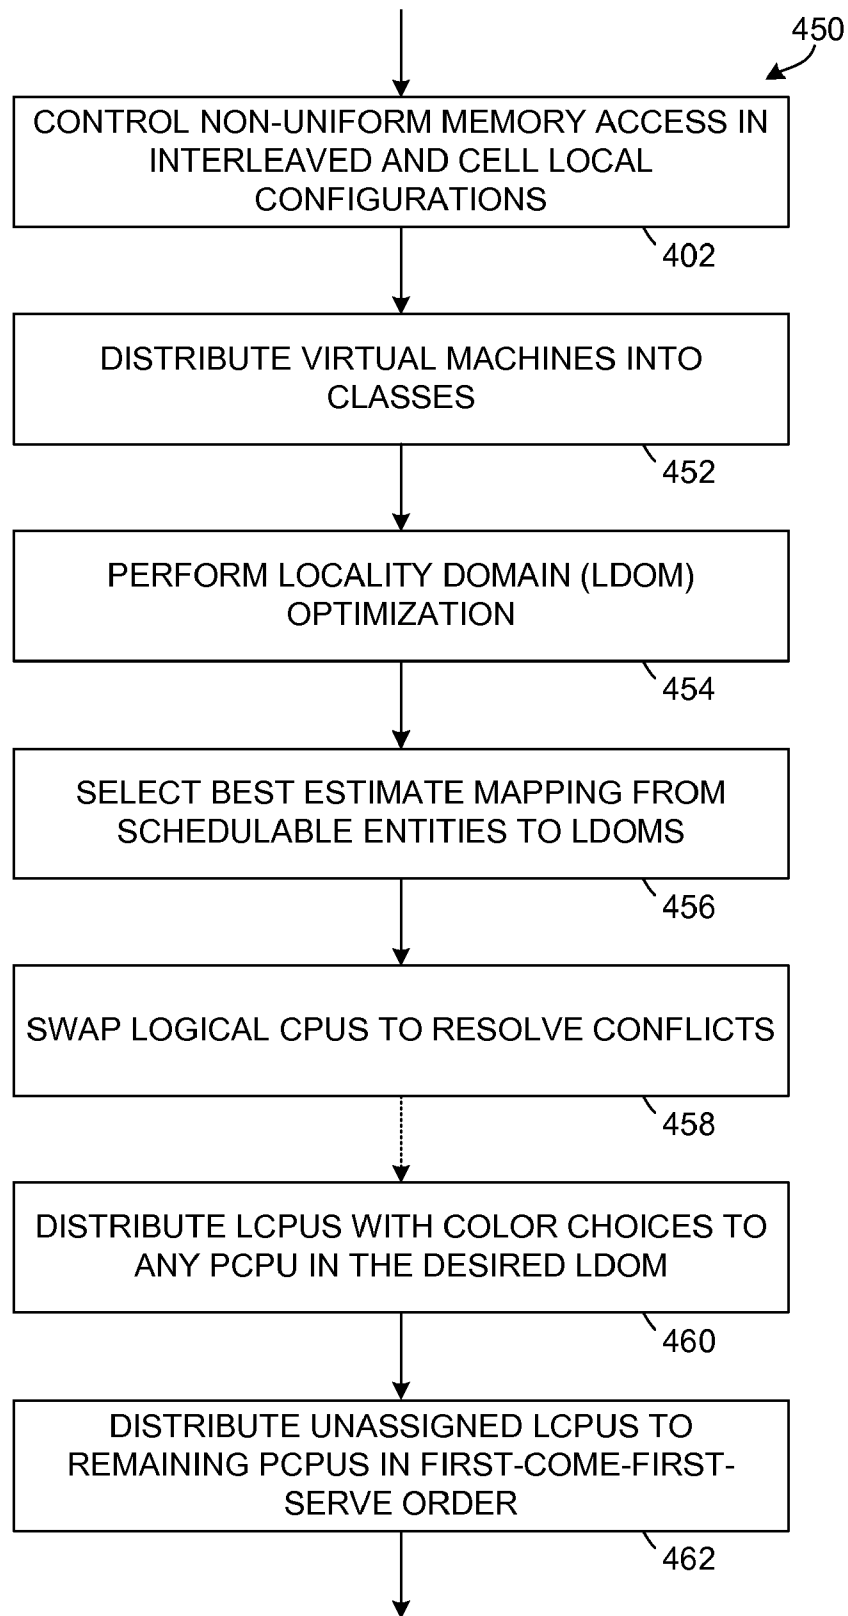 450
CONTROL NON-UNIFORM MEMORY ACCESS IN
INTERLEAVED AND CELL LOCAL
CONFIGURATIONS
402
DISTRIBUTE VIRTUAL MACHINES INTO
CLASSES
452
PERFORM LOCALITY DOMAIN (LDOM)
OPTIMIZATION
454
SELECT BEST ESTIMATE MAPPING FROM
SCHEDULABLE ENTITIES TO LDOMS
456
SWAP LOGICAL CPUS TO RESOLVE CONFLICTS
458
DISTRIBUTE LCPUS WITH COLOR CHOICES TO
ANY PCPU IN THE DESIRED LDOM
460
DISTRIBUTE UNASSIGNED LCPUS TO
REMAINING PCPUS IN FIRST-COME-FIRST-
SERVE ORDER
462